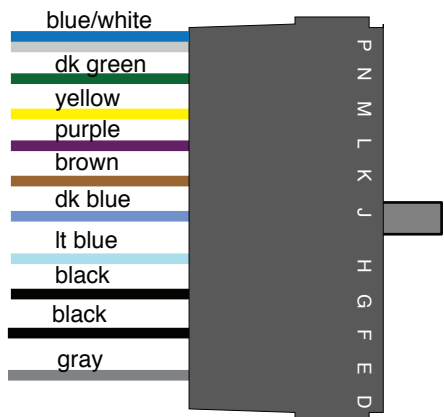 blue/white
P
dk green
N
yellow
M
purple
L
brown
K
dk blue
J
lt blue
H
black
G
black
F
gray
E
D